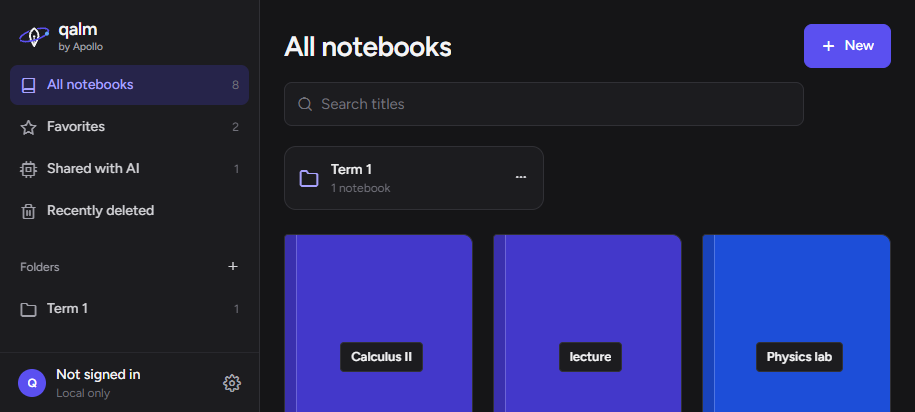 qalm
by Apollo
All notebooks 8
Favorites 2
Shared with AI 1
Recently deleted
Folders +
Term 1 1
Q Not signed in
Local only
All notebooks
+ New
Search titles
Term 1
1 notebook
...
Calculus II
lecture
Physics lab